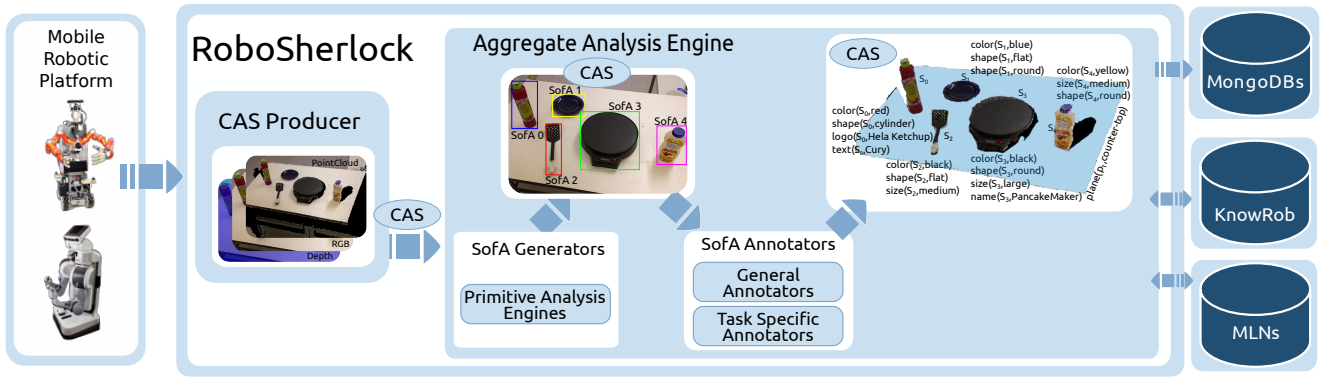 Mobile
Robotic
Platform
RoboSherlock
CAS Producer
PointCloud
RGB
Depth
CAS
Aggregate Analysis Engine
CAS
SofA 0
SofA 1
SofA 2
SofA 3
SofA 4
SofA Generators
Primitive Analysis
Engines
SofA Annotators
General
Annotators
Task Specific
Annotators
CAS
color(S₁,blue)
shape(S₁,flat)
shape(S₁,round)
color(S₄,yellow)
size(S₄,medium)
shape(S₄,round)
color(S₀,red)
shape(S₀,cylinder)
logo(S₀,Hela Ketchup)
text(S₀,Cury)
S₀
S₁
S₂
S₃
color(S₂,black)
shape(S₂,flat)
size(S₂,medium)
color(S₃,black)
shape(S₃,round)
size(S₃,large)
name(S₃,PancakeMaker)
plane(p₁,counter-top)
MongoDBs
KnowRob
MLNs